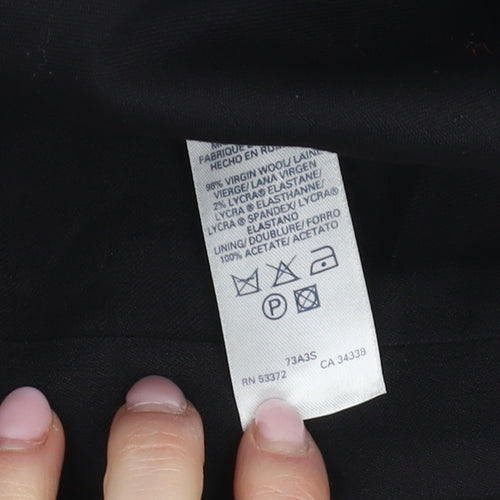 FABRIQUE
HECHO EN
98% VIRGIN WOOL/LAINE
VIERGE/LANA VIRGEN
2% LYCRA® ELASTANE/
LYCRA® ELASTHANNE/
LYCRA® SPANDEX/LYCRA®
ELASTANO
LINING/DOUBLURE/FORRO
100% ACETATE/ACETATO
P
73A3S
RN 53372 CA 34338